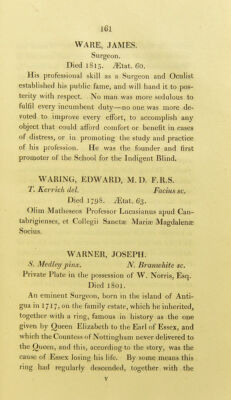 161
WARE, JAMES.
Surgeon.
Died 1815. Ætat. 60.
His professional skill as a Surgeon and Oculist
established his public fame, and will hand it to pos-
terity with respect. No man was more sedulous to
fulfil every incumbent duty—no one was more de-
voted to improve every effort, to accomplish any
object that could afford comfort or benefit in cases
of distress, or in promoting the study and practice
of his profession. He was the founder and first
promoter of the School for the Indigent Blind.
WARING, EDWARD, M. D. F.R.S.
T. Kerrich del. Facius sc.
Died 1798. Ætat. 63.
Olim Matheseos Professor Lucasianus apud Can-
tabrigienses, et Collegii Sanctæ Mariæ Magdalenæ
Socius.
WARNER, JOSEPH.
S. Medley pinx. N. Branwhite sc.
Private Plate in the possession of W. Norris, Esq.
Died 1801.
An eminent Surgeon, born in the island of Anti-
gua in 1717, on the family estate, which he inherited,
together with a ring, famous in history as the one
given by Queen Elizabeth to the Earl of Essex, and
which the Countess of Nottingham never delivered to
the Queen, and this, according to the story, was the
cause of Essex losing his life. By some means this
ring had regularly descended, together with the
Y